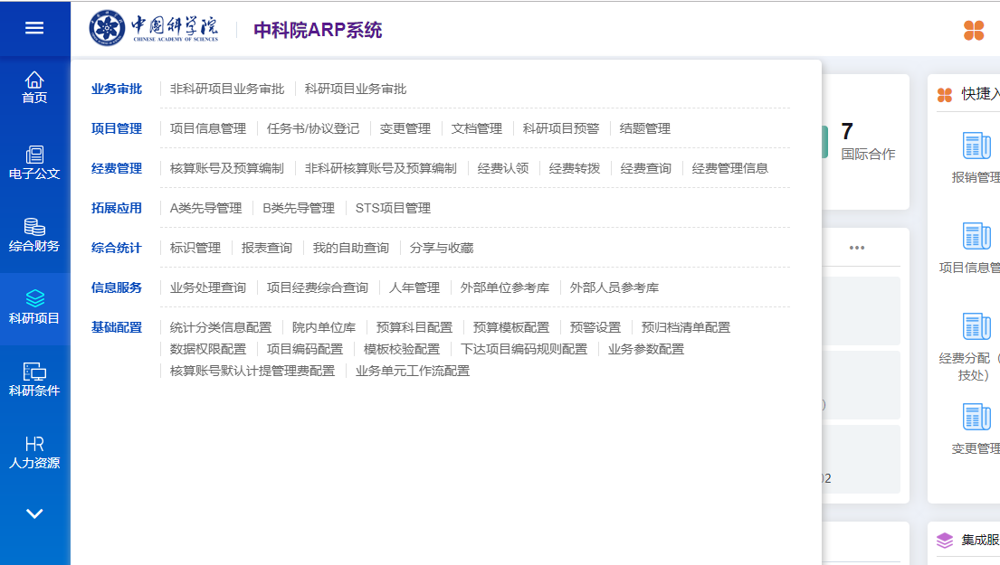 中国科学院
CHINESE ACADEMY OF SCIENCES
中科院ARP系统
首页
电子公文
综合财务
科研项目
科研条件
HR
人力资源
业务审批 非科研项目业务审批 科研项目业务审批
项目管理 项目信息管理 任务书/协议登记 变更管理 文档管理 科研项目预警 结题管理
经费管理 核算账号及预算编制 非科研核算账号及预算编制 经费认领 经费转拨 经费查询 经费管理信息
拓展应用 A类先导管理 B类先导管理 STS项目管理
综合统计 标识管理 报表查询 我的自助查询 分享与收藏
信息服务 业务处理查询 项目经费综合查询 人年管理 外部单位参考库 外部人员参考库
基础配置 统计分类信息配置 院内单位库 预算科目配置 预算模板配置 预警设置 预归档清单配置
数据权限配置 项目编码配置 模板校验配置 下达项目编码规则配置 业务参数配置
核算账号默认计提管理费配置 业务单元工作流配置
7
国际合作
•••
)
02
快捷入
报销管理
项目信息管
经费分配（
技处）
变更管理
集成服